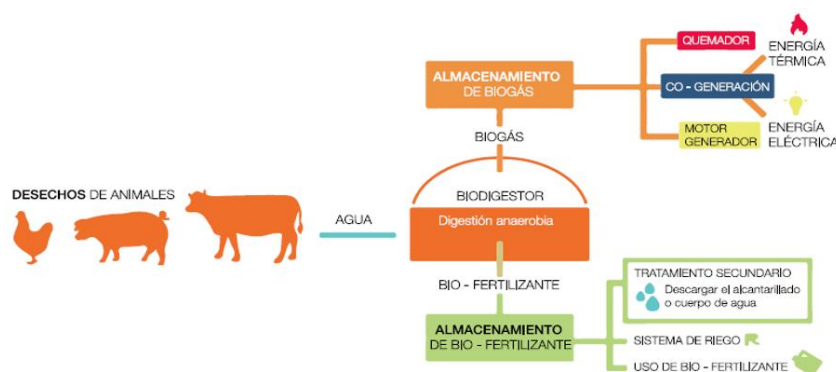 DESECHOS DE ANIMALES
AGUA
ALMACENAMIENTO
DE BIOGÁS
BIOGÁS
BIODIGESTOR
Digestión anaerobia
BIO - FERTILIZANTE
ALMACENAMIENTO
DE BIO - FERTILIZANTE
QUEMADOR
ENERGÍA
TÉRMICA
CO - GENERACIÓN
MOTOR
GENERADOR
ENERGÍA
ELÉCTRICA
TRATAMIENTO SECUNDARIO
Descargar el alcantarillado
o cuerpo de agua
SISTEMA DE RIEGO
USO DE BIO - FERTILIZANTE